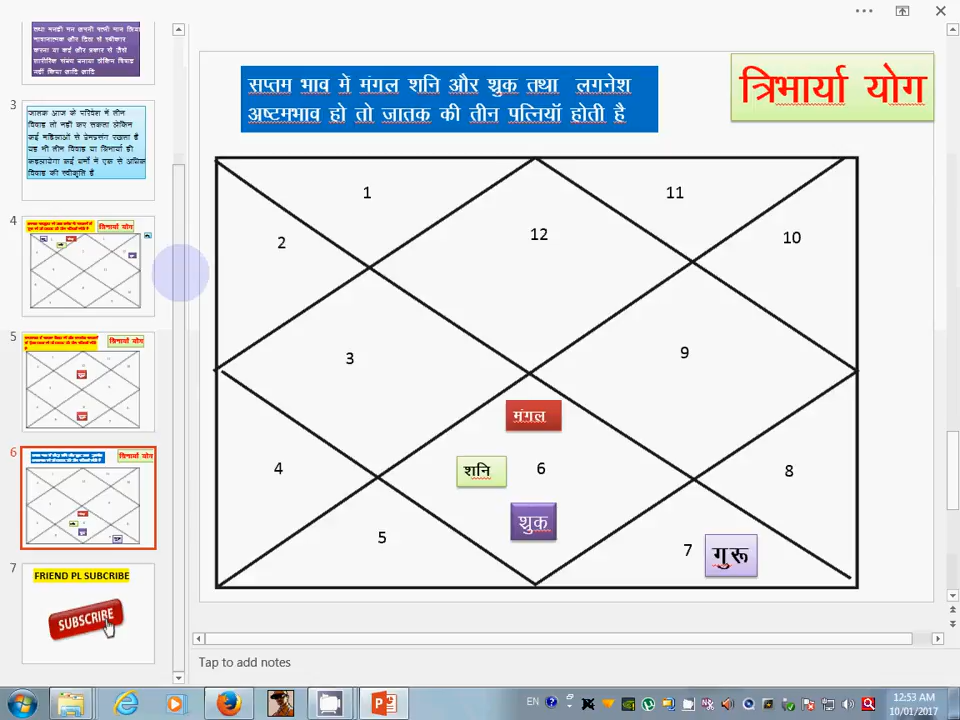 सप्तम भाव में मंगल शनि और शुक्र तथा लगनेश
अष्टमभाव हो तो जातक की तीन पत्नियॉ होती है
त्रिभार्या योग
1
11
2
12
10
3
9
मंगल
4
शनि
6
8
शुक्र
5
7
गुरू
3
जातक आज के परिवेश में तीन
विवाह तो नहीं कर सकता लेकिन
कई महिलाओं से प्रेमप्रसंग रखता है
यह भी तीन विवाह या त्रिभार्या ही
कहलायेगा कई धर्मो में एक से अधिक
विवाह की स्वीकृति है
4
त्रिभार्या योग
5
त्रिभार्या योग
6
त्रिभार्या योग
7
FRIEND PL SUBCRIBE
SUBSCRIBE
Tap to add notes
EN
12:53 AM
10/01/2017